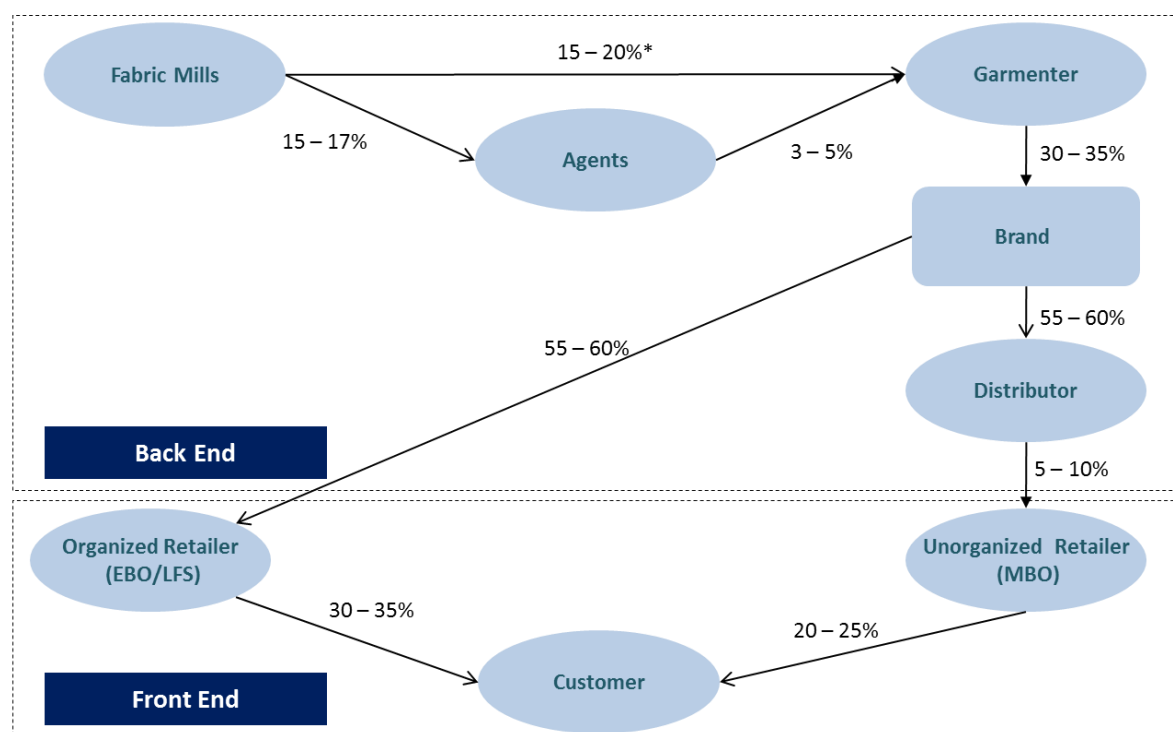 15 – 20%*
Fabric Mills
Garmenter
15 – 17%
Agents
3 – 5%
30 – 35%
Brand
55 – 60%
55 – 60%
Distributor
Back End
5 – 10%
Organized Retailer
(EBO/LFS)
Unorganized Retailer
(MBO)
30 – 35%
20 – 25%
Customer
Front End